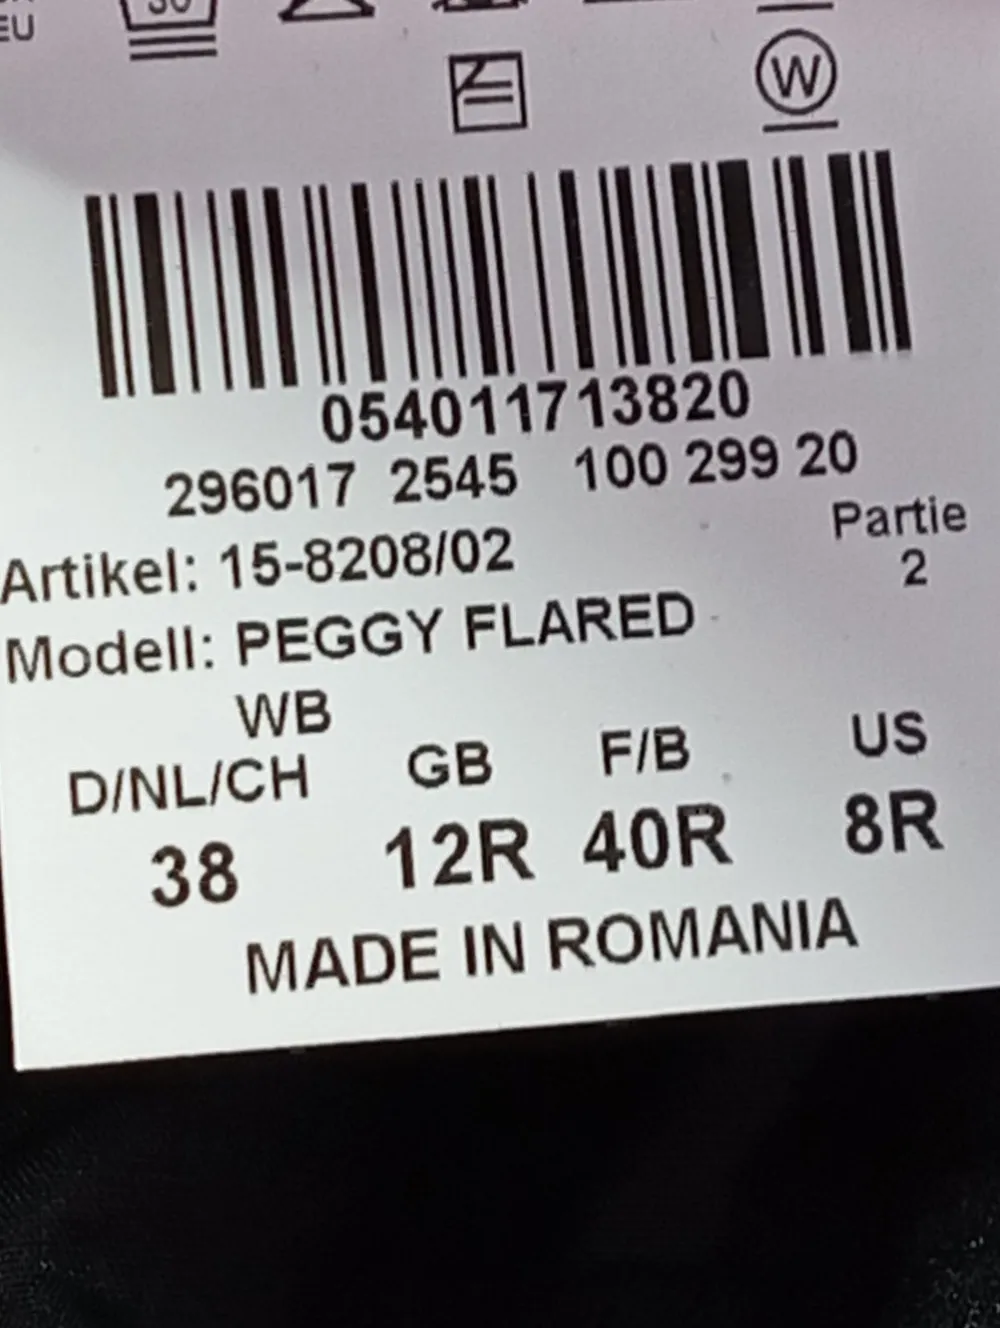 EU
30
W
054011713820
296017 2545 100 299 20
Partie
2
Artikel: 15-8208/02
Modell: PEGGY FLARED
WB
D/NL/CH GB F/B US
38 12R 40R 8R
MADE IN ROMANIA